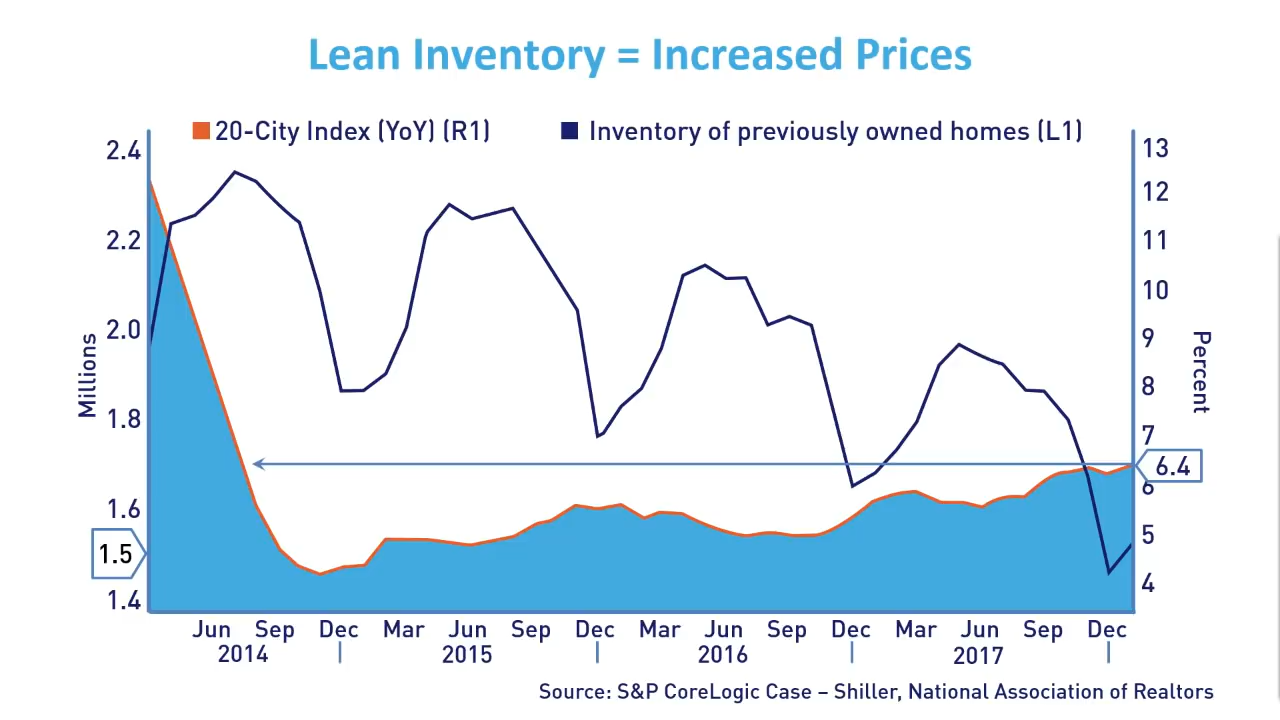 Lean Inventory = Increased Prices
20-City Index (YoY) (R1)
Inventory of previously owned homes (L1)
2.4
2.2
2.0
1.8
1.6
1.5
1.4
Millions
13
12
11
10
9
8
7
6.4
6
5
4
Percent
Jun Sep Dec Mar Jun Sep Dec Mar Jun Sep Dec Mar Jun Sep Dec
2014 2015 2016 2017
Source: S&P CoreLogic Case – Shiller, National Association of Realtors